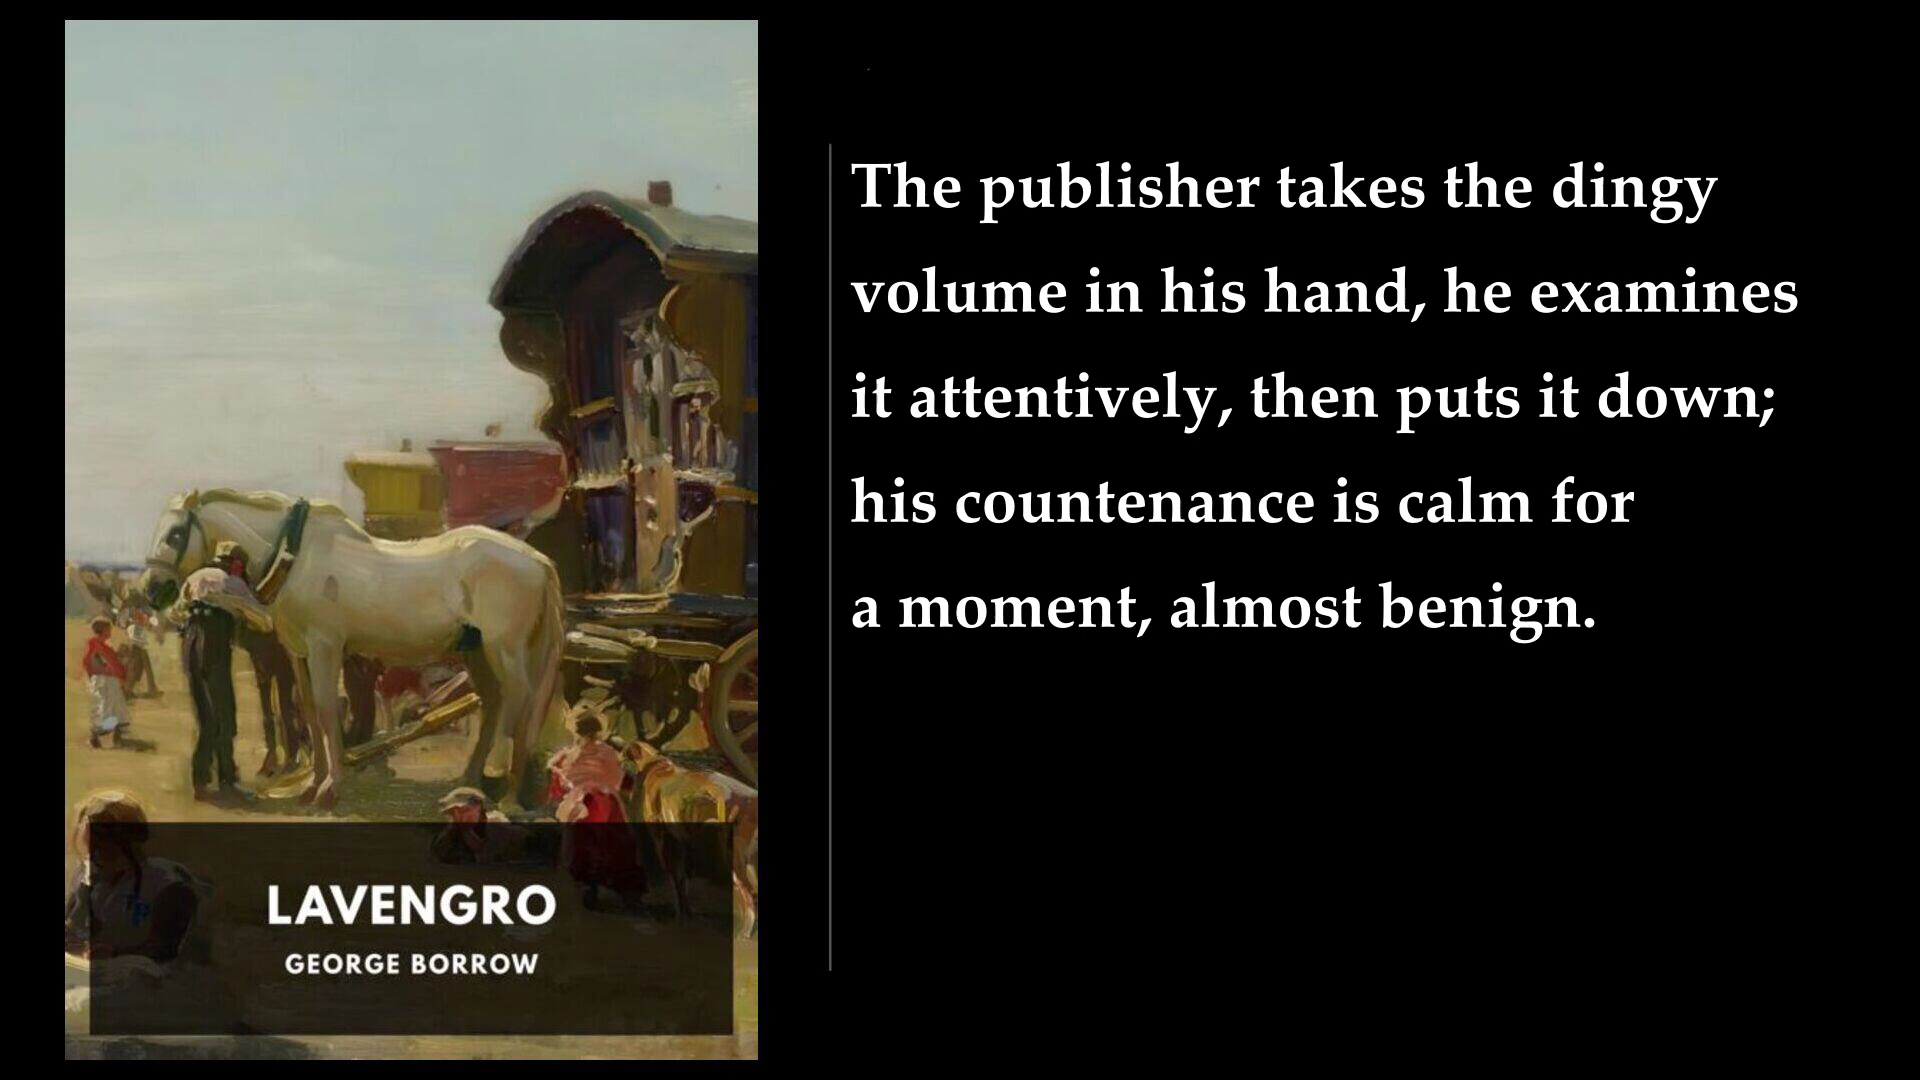 The publisher takes the dingy
volume in his hand, he examines
it attentively, then puts it down;
his countenance is calm for
a moment, almost benign.
LAVENGRO
GEORGE BORROW